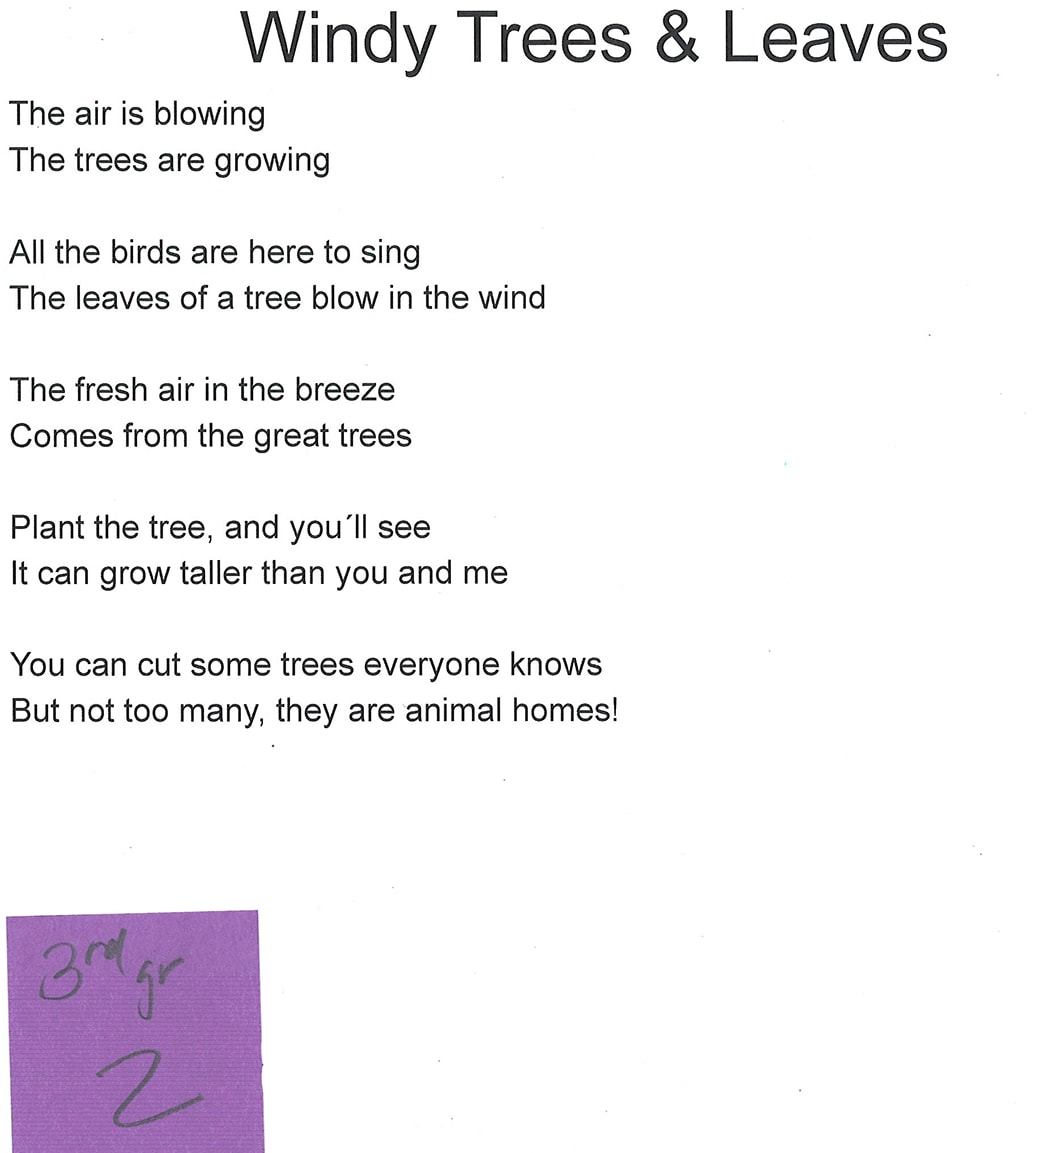 Windy Trees & Leaves
The air is blowing
The trees are growing
All the birds are here to sing
The leaves of a tree blow in the wind
The fresh air in the breeze
Comes from the great trees
Plant the tree, and you´ll see
It can grow taller than you and me
You can cut some trees everyone knows
But not too many, they are animal homes!
3rd gr
2